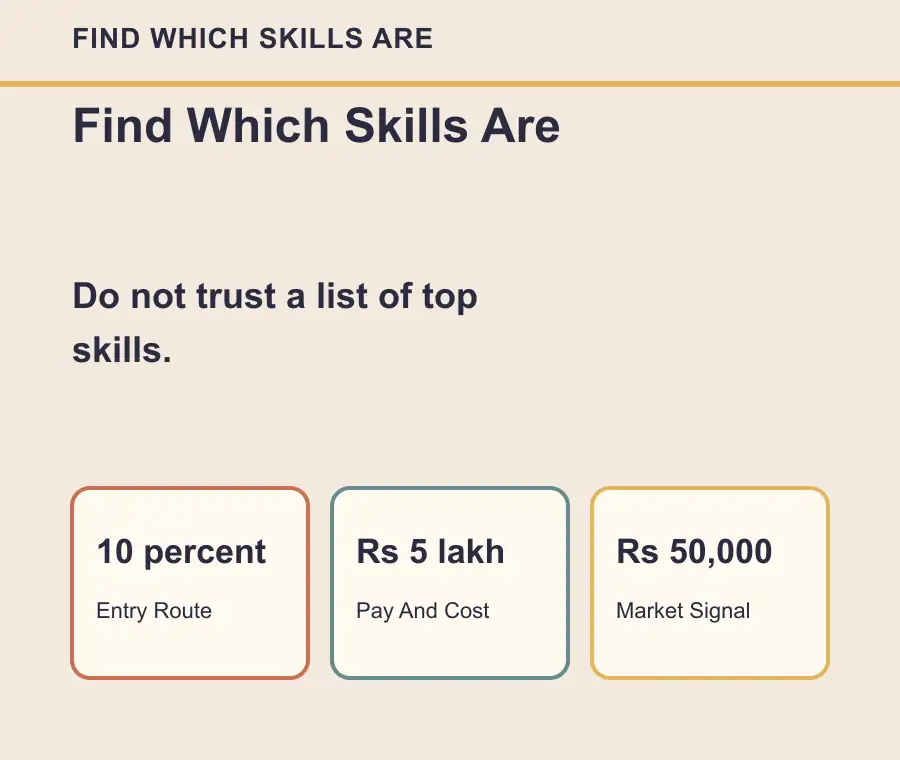 FIND WHICH SKILLS ARE
Find Which Skills Are
Do not trust a list of top
skills.
10 percent
Entry Route
Rs 5 lakh
Pay And Cost
Rs 50,000
Market Signal